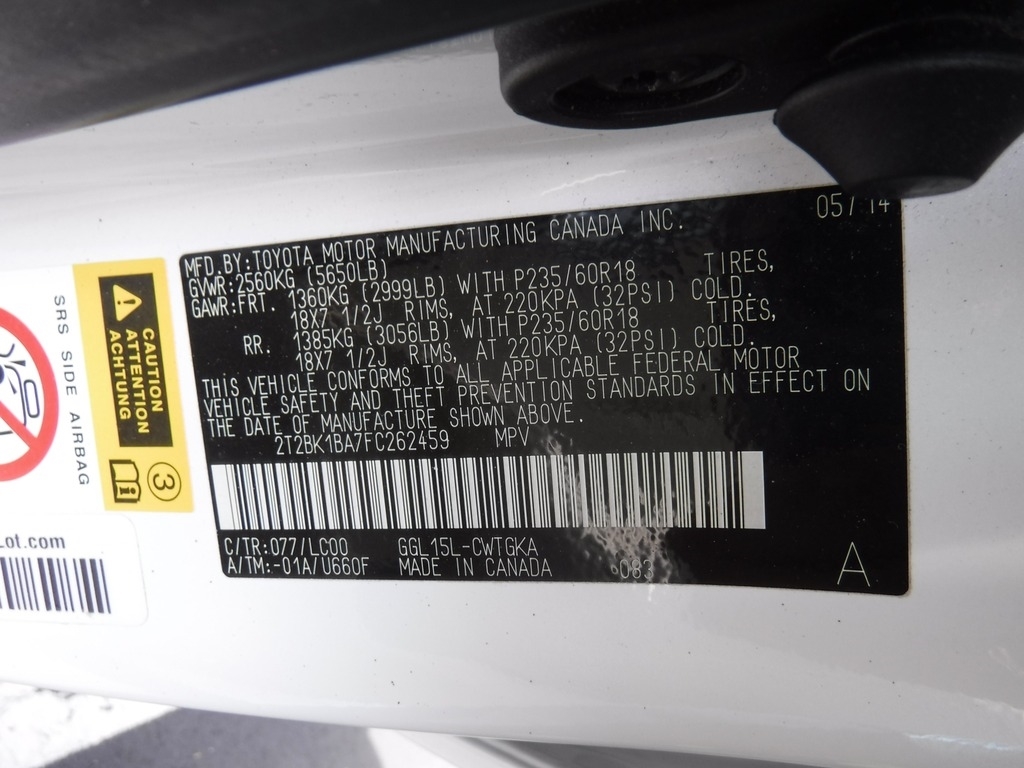 05/14
MFD.BY:TOYOTA MOTOR MANUFACTURING CANADA INC.
GVWR:2560KG (5650LB)
GAWR:FRT. 1360KG (2999LB) WITH P235/60R18 TIRES,
18X7 1/2J RIMS, AT 220KPA (32PSI) COLD.
RR. 1385KG (3056LB) WITH P235/60R18 TIRES,
18X7 1/2J RIMS, AT 220KPA (32PSI) COLD.
THIS VEHICLE CONFORMS TO ALL APPLICABLE FEDERAL MOTOR
VEHICLE SAFETY AND THEFT PREVENTION STANDARDS IN EFFECT ON
THE DATE OF MANUFACTURE SHOWN ABOVE.
2T2BK1BA7FC262459 MPV
C/TR:077/LC00 GGL15L-CWTGKA
A/TM:-01A/U660F MADE IN CANADA 083
A
CAUTION
ATTENTION
ACHTUNG
3
SRS SIDE AIRBAG
Lot.com